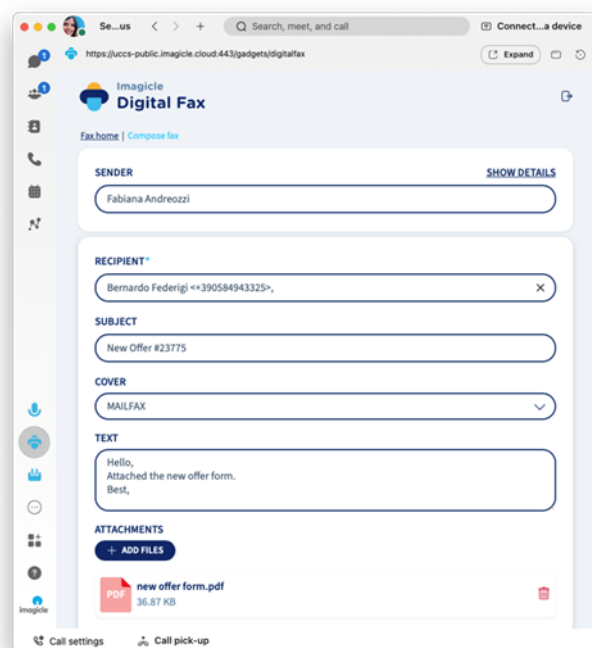 Se...us
Search, meet, and call
Connect...a device
1
https://uccs-public.imagicle.cloud:443/gadgets/digitalfax
Expand
1
Imagicle
Digital Fax
Fax home | Compose fax
SENDER
SHOW DETAILS
Fabiana Andreozzi
RECIPIENT*
Bernardo Federigi <+390584943325>,
SUBJECT
New Offer #23775
COVER
MAILFAX
TEXT
Hello,
Attached the new offer form.
Best,
ATTACHMENTS
+ ADD FILES
PDF
new offer form.pdf
36.87 KB
imagicle
Call settings
Call pick-up